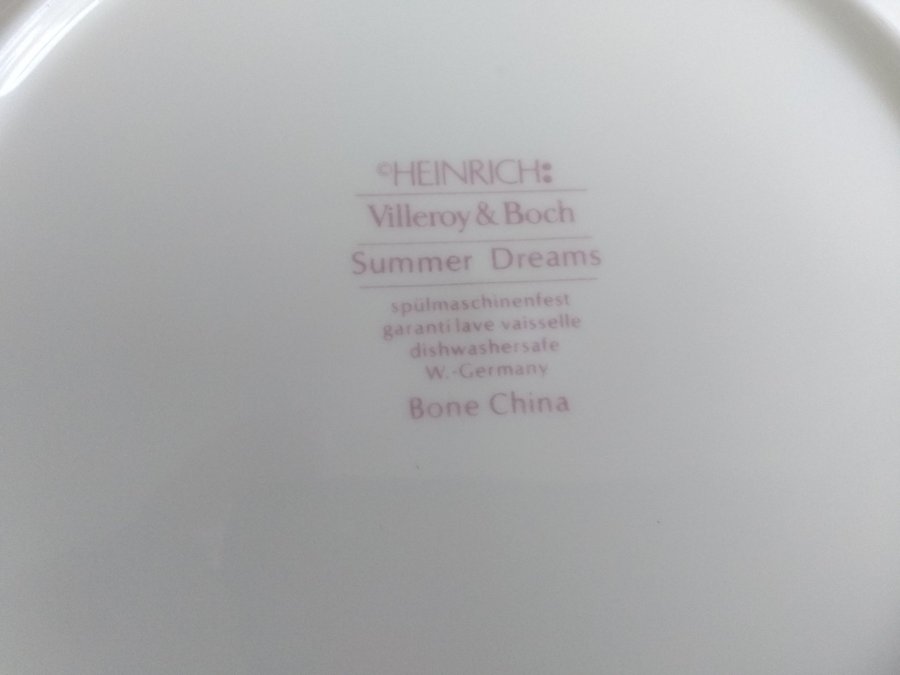 ©HEINRICH:
Villeroy & Boch
Summer Dreams
spülmaschinenfest
garanti lave vaisselle
dishwashersafe
W.-Germany
Bone China